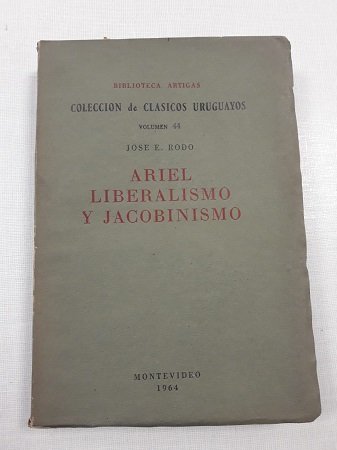 BIBLIOTECA ARTIGAS
COLECCION de CLASICOS URUGUAYOS
VOLUMEN 44
JOSE E. RODO
ARIEL
LIBERALISMO
Y JACOBINISMO
MONTEVIDEO
1964